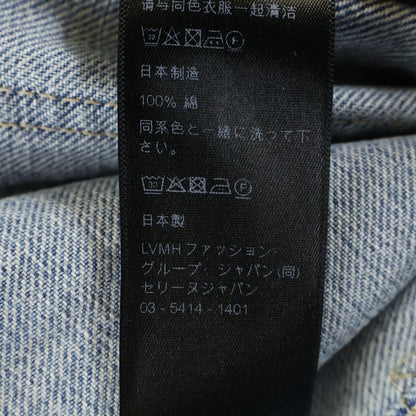 请与同色衣服一起清洁
日本制造
100% 綿
同系色と一緒に洗って下
さい。
日本製
LVMHファッション
グループ・ジャパン(同)
セリーヌジャパン
03 - 5414 - 1401